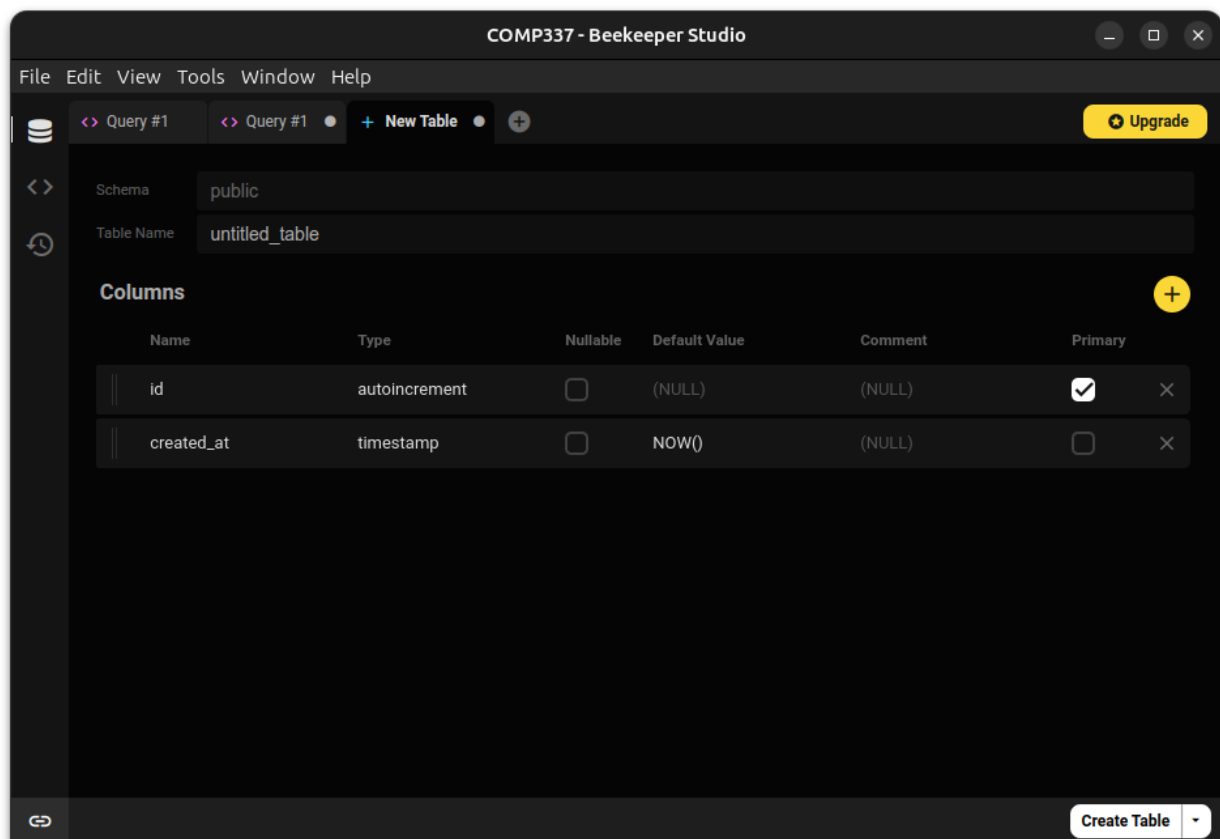 COMP337 - Beekeeper Studio
File Edit View Tools Window Help
<> Query #1 <> Query #1 + New Table Upgrade
Schema public
Table Name untitled_table
Columns
Name Type Nullable Default Value Comment Primary
id autoincrement (NULL) (NULL)
created_at timestamp NOW() (NULL)
Create Table